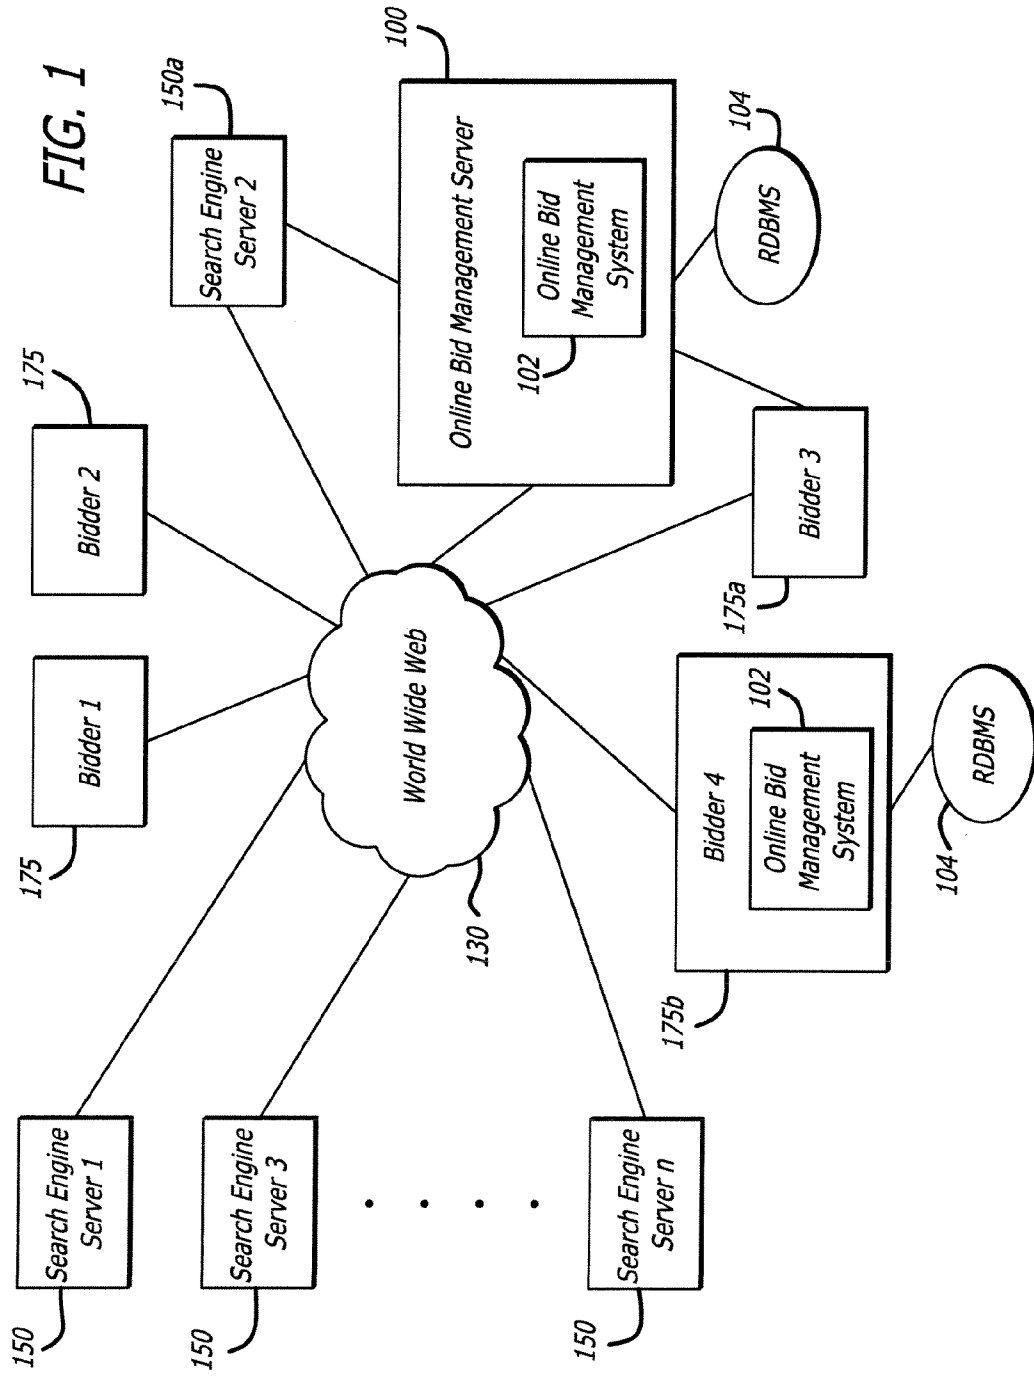 FIG. 1
150
Search Engine
Server 1
150
Search Engine
Server 3
150
Search Engine
Server n
175
Bidder 1
175
Bidder 2
150a
Search Engine
Server 2
World Wide Web
130
100
Online Bid Management Server
102
Online Bid
Management
System
104
RDBMS
175a
Bidder 3
175b
Bidder 4
102
Online Bid
Management
System
104
RDBMS